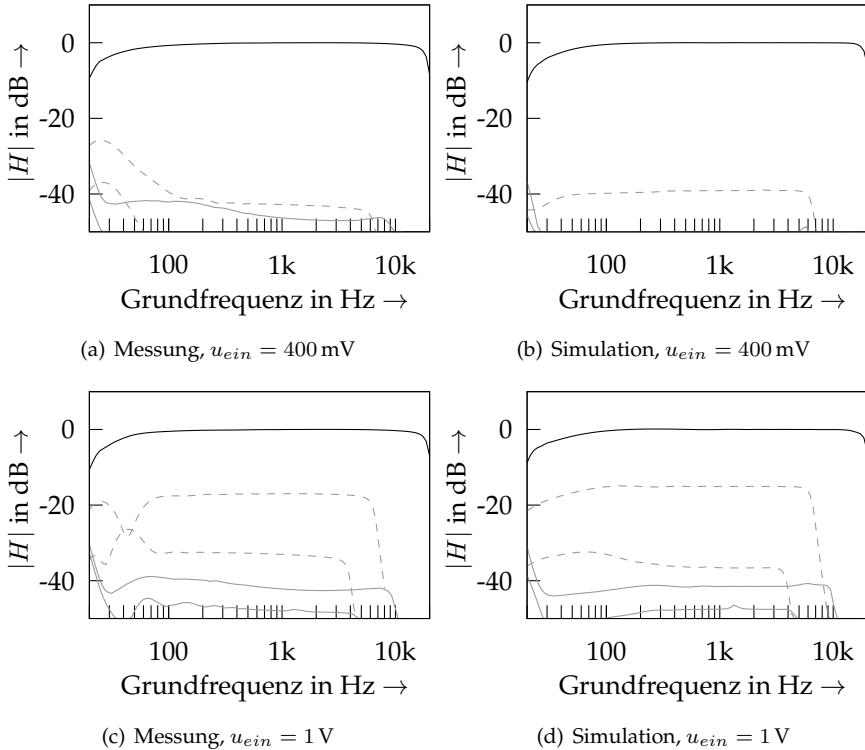 0
-20
-40
|H| in dB →
100 1k 10k
Grundfrequenz in Hz →
(a) Messung, u_ein = 400 mV
0
-20
-40
|H| in dB →
100 1k 10k
Grundfrequenz in Hz →
(b) Simulation, u_ein = 400 mV
0
-20
-40
|H| in dB →
100 1k 10k
Grundfrequenz in Hz →
(c) Messung, u_ein = 1 V
0
-20
-40
|H| in dB →
100 1k 10k
Grundfrequenz in Hz →
(d) Simulation, u_ein = 1 V